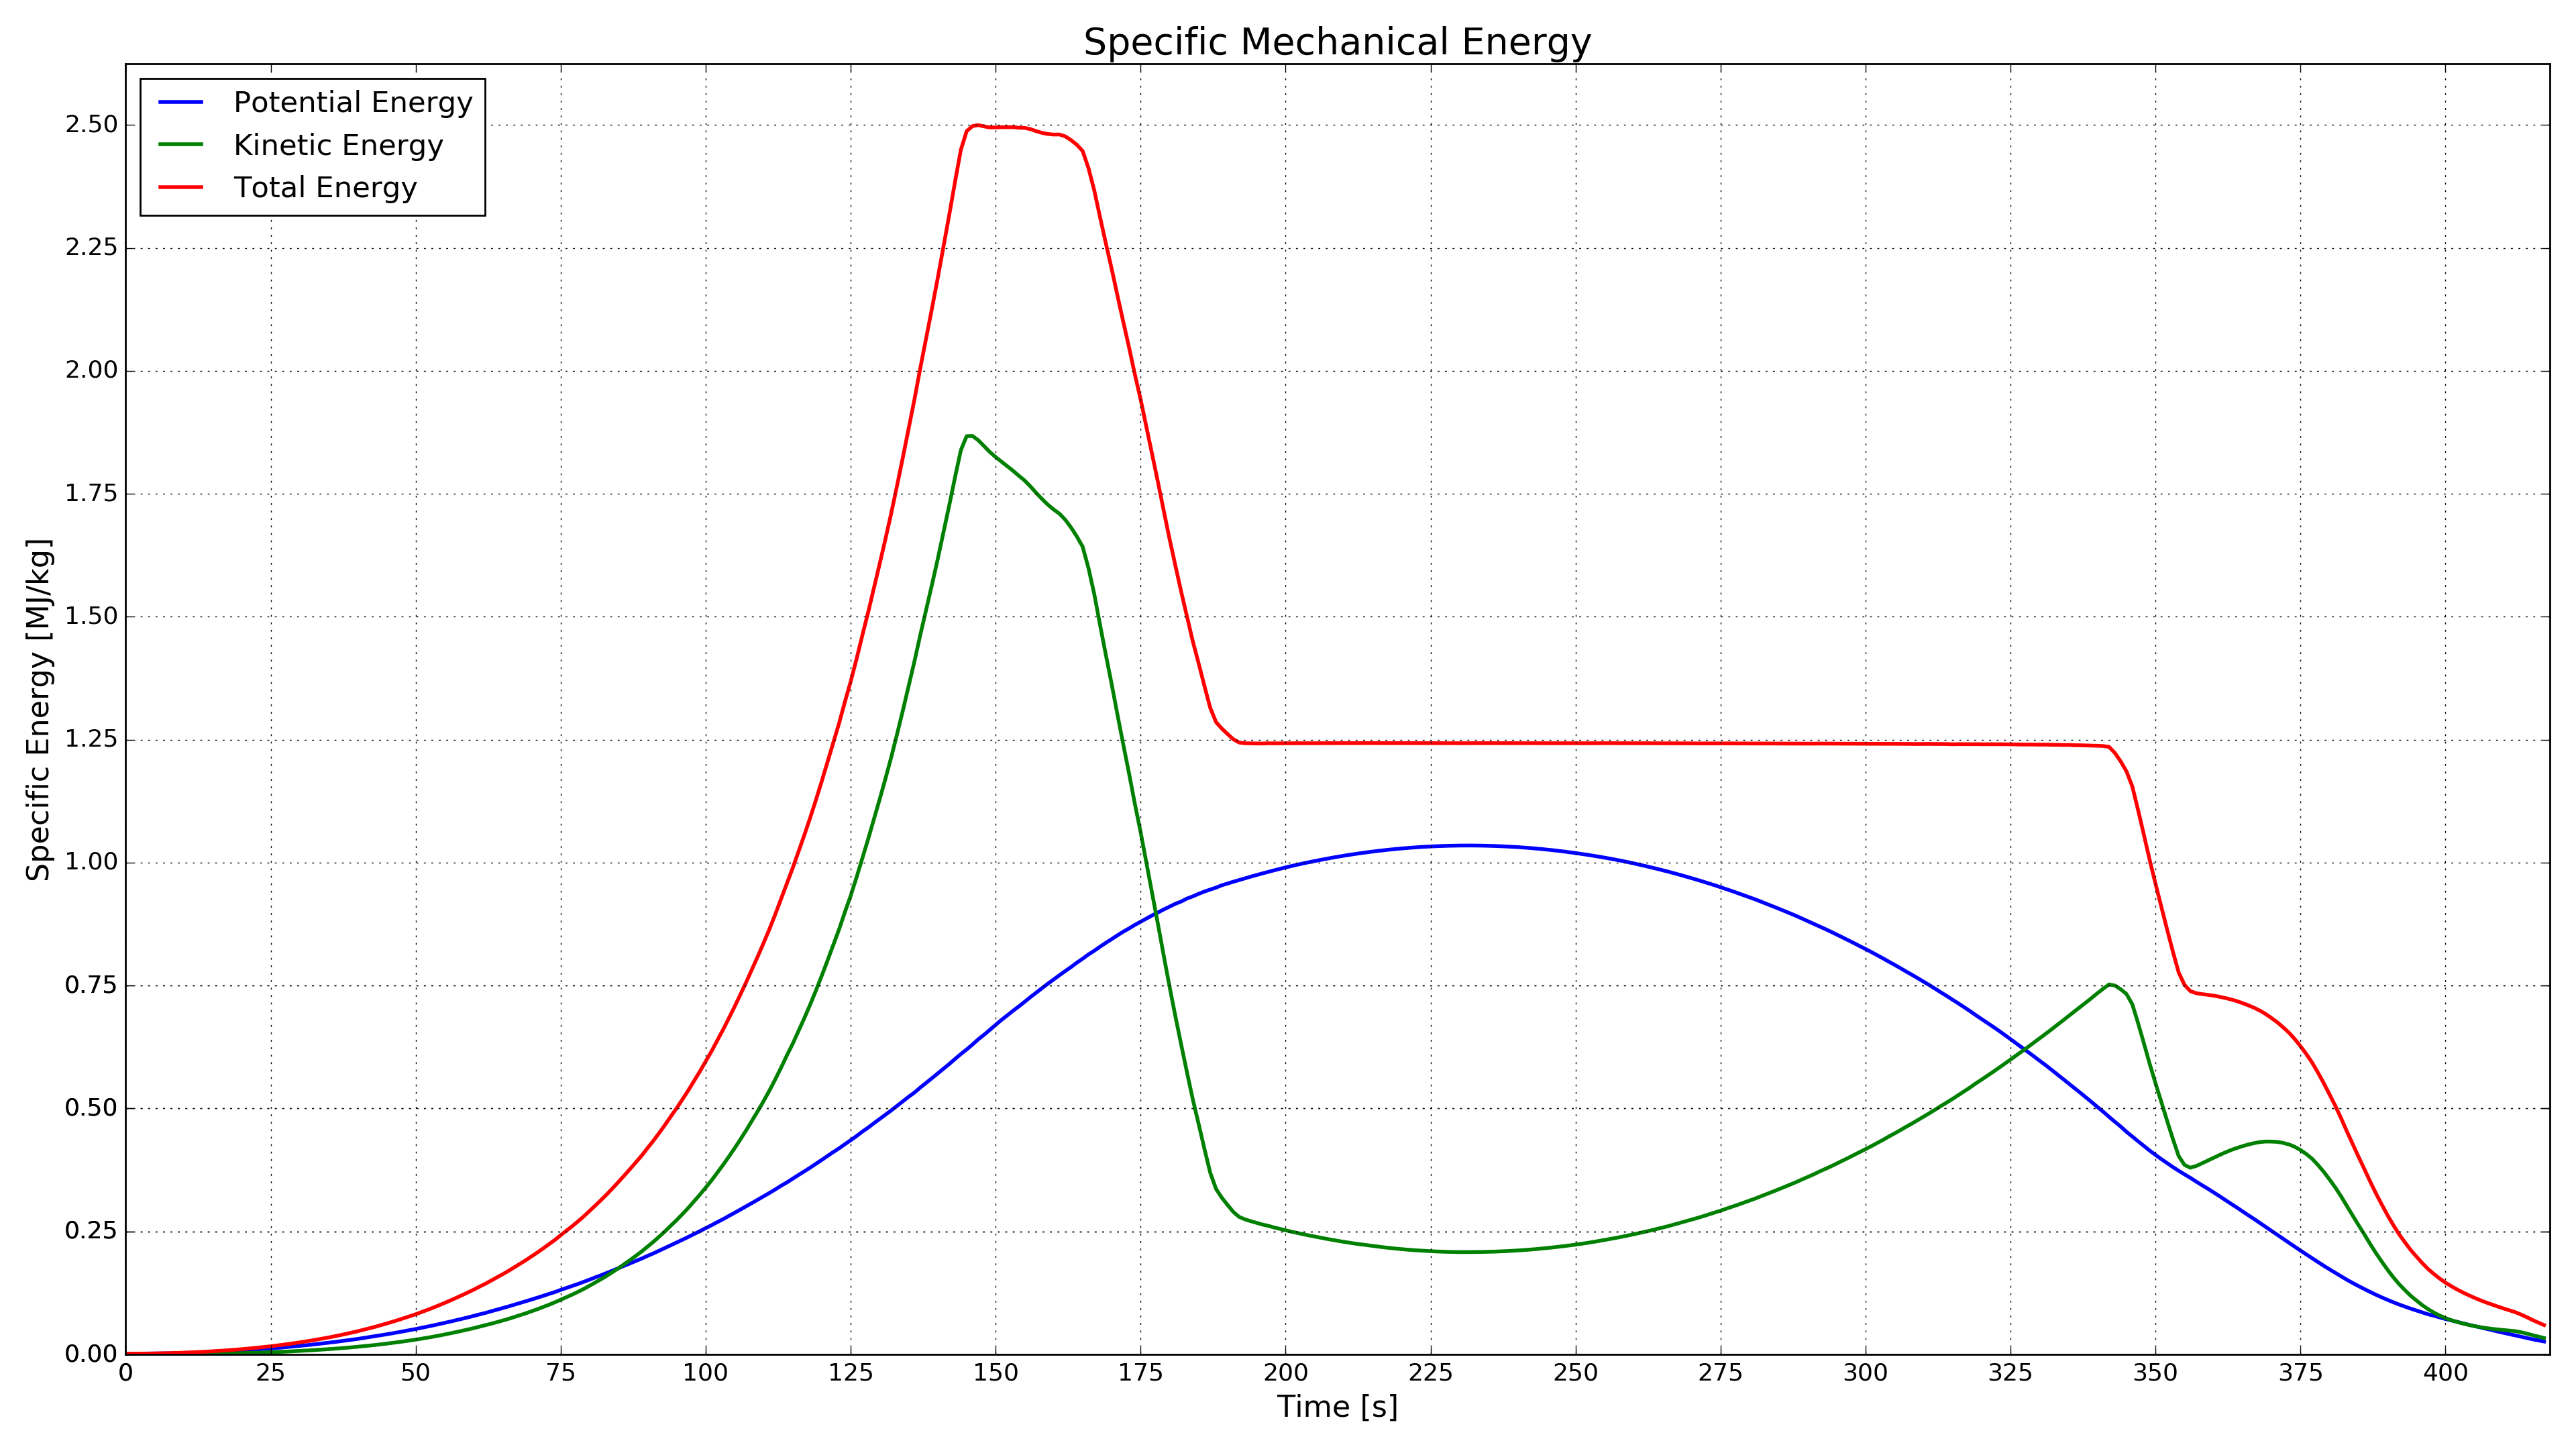 Specific Mechanical Energy
Potential Energy
Kinetic Energy
Total Energy
Specific Energy [MJ/kg]
2.50
2.25
2.00
1.75
1.50
1.25
1.00
0.75
0.50
0.25
0.00
0 25 50 75 100 125 150 175 200 225 250 275 300 325 350 375 400
Time [s]